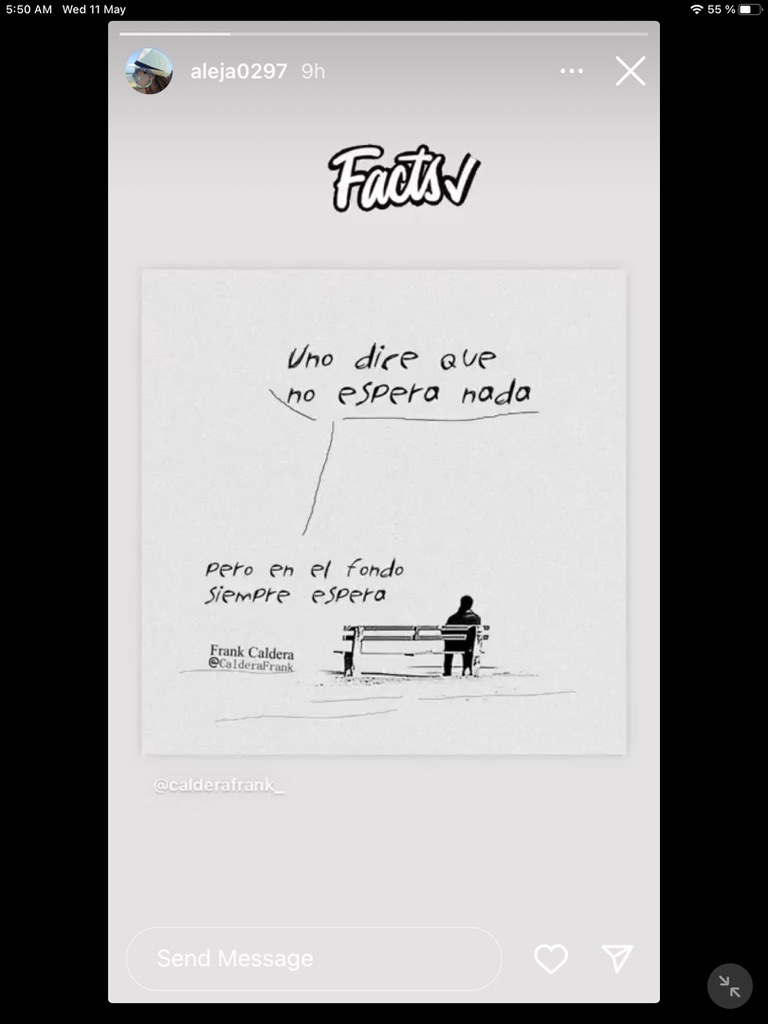 5:50 AM Wed 11 May 55 %
aleja0297 9h
Facts
Uno dice que
no espera nada
pero en el fondo
siempre espera
Frank Caldera
@CalderaFrank
@calderafrank_
Send Message